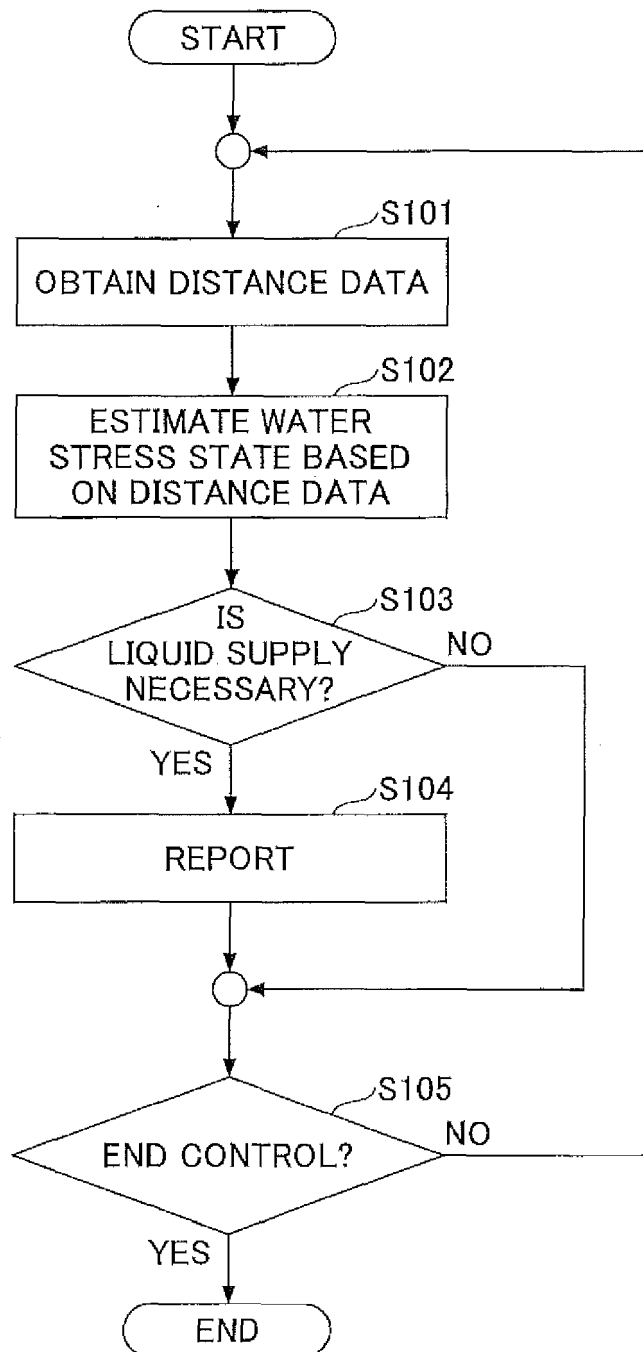 START
S101
OBTAIN DISTANCE DATA
S102
ESTIMATE WATER
STRESS STATE BASED
ON DISTANCE DATA
S103
IS
LIQUID SUPPLY
NECESSARY?
NO
YES
S104
REPORT
S105
END CONTROL?
NO
YES
END